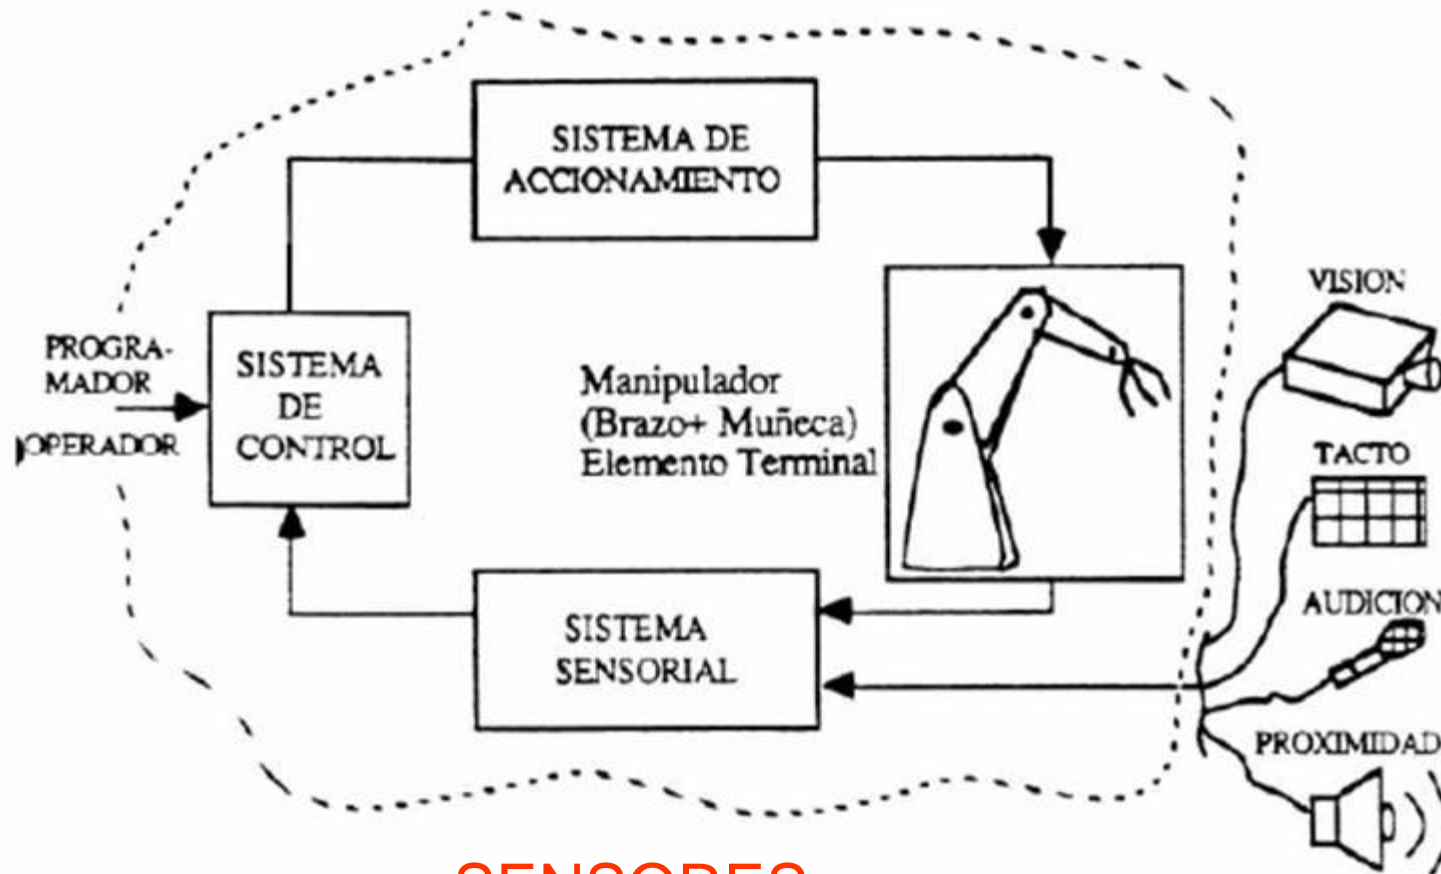 SISTEMA DE
ACCIONAMIENTO
PROGRA-
MADOR
OPERADOR
SISTEMA
DE
CONTROL
Manipulador
(Brazo+ Muñeca)
Elemento Terminal
SISTEMA
SENSORIAL
VISION
TACTO
AUDICION
PROXIMIDAD
SENSORES